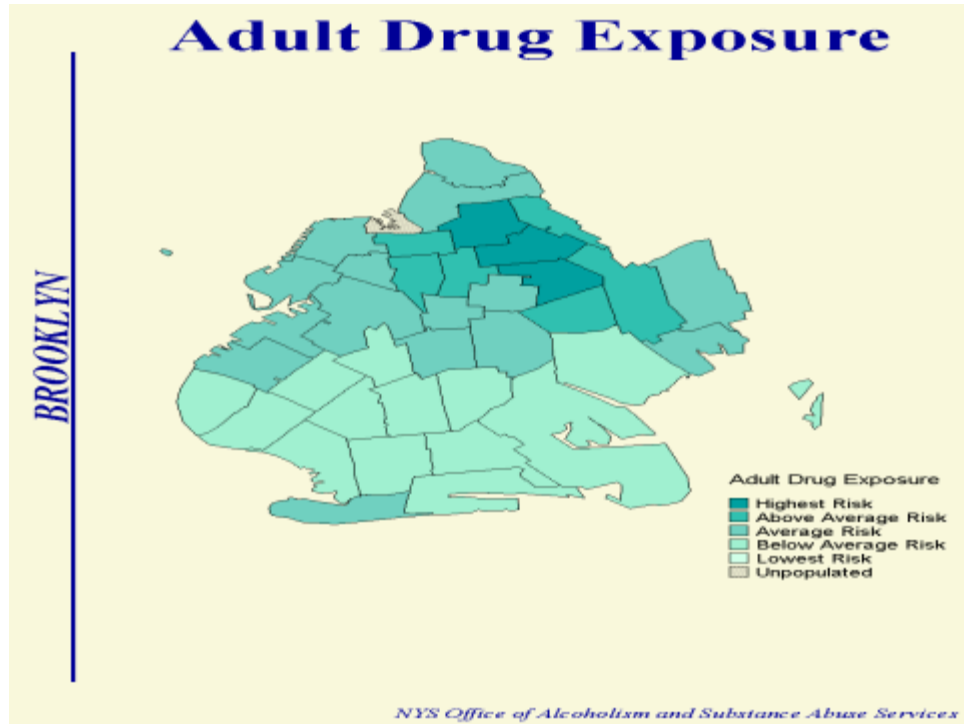 Adult Drug Exposure
BROOKLYN
Adult Drug Exposure
Highest Risk
Above Average Risk
Average Risk
Below Average Risk
Lowest Risk
Unpopulated
NYS Office of Alcoholism and Substance Abuse Services